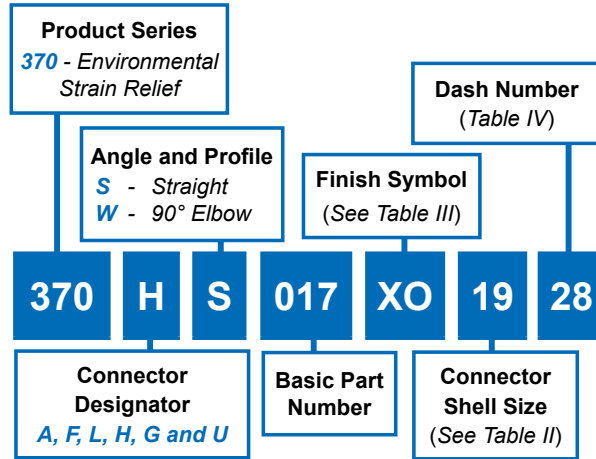 Product Series
370 - Environmental
Strain Relief
Dash Number
(Table IV)
Angle and Profile
S - Straight
W - 90° Elbow
Finish Symbol
(See Table III)
370 H S 017 XO 19 28
Connector
Designator
A, F, L, H, G and U
Basic Part
Number
Connector
Shell Size
(See Table II)